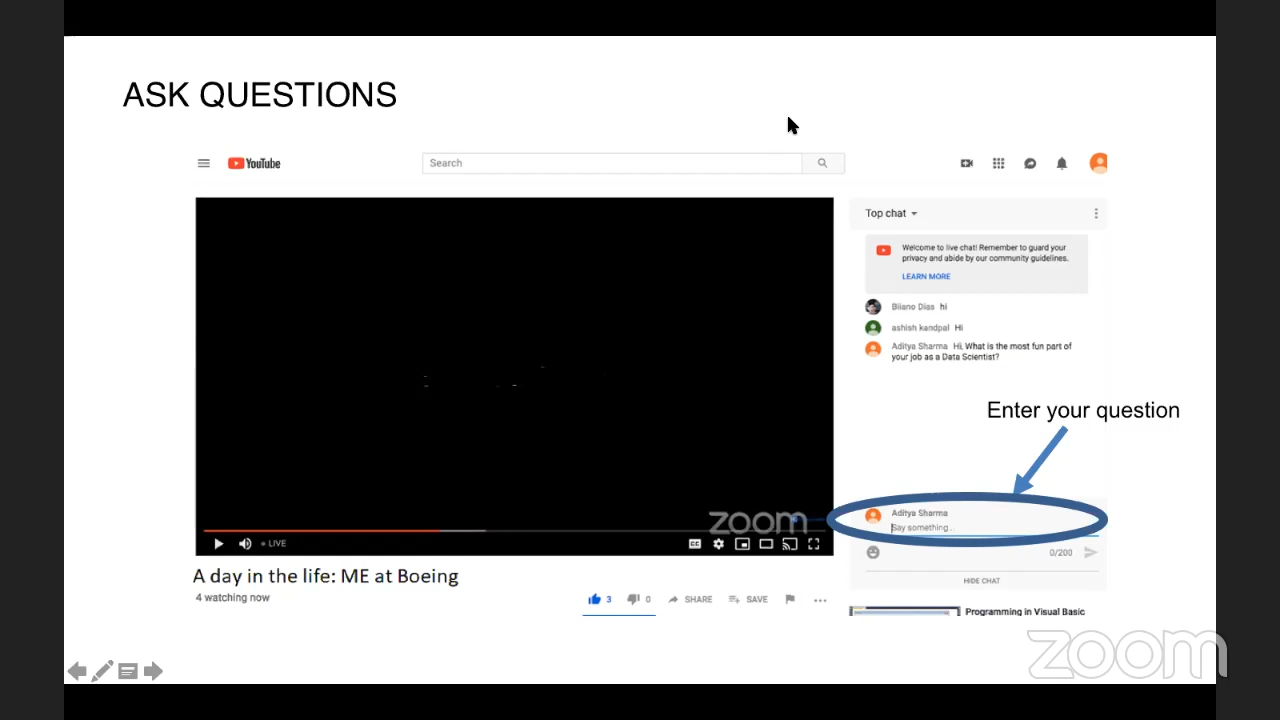 ASK QUESTIONS
YouTube
Search
Top chat
Welcome to live chat! Remember to guard your
privacy and abide by our community guidelines.
LEARN MORE
Biiano Dias hi
ashish kandpal Hi
Aditya Sharma Hi, What is the most fun part of
your job as a Data Scientist?
Enter your question
Aditya Sharma
Say something...
0/200
HIDE CHAT
zoom
CC
LIVE
A day in the life: ME at Boeing
4 watching now
3 0 SHARE SAVE
Programming in Visual Basic
zoom